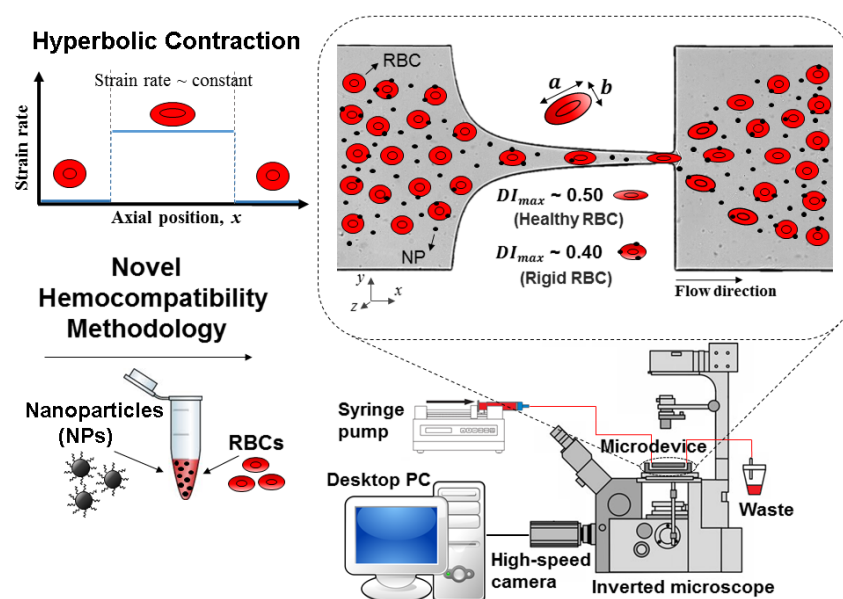 Hyperbolic Contraction
Strain rate ~ constant
Strain rate
Axial position, x
RBC
a
b
DI_max ~ 0.50
(Healthy RBC)
DI_max ~ 0.40
(Rigid RBC)
NP
y
x
z
Flow direction
Novel
Hemocompatibility
Methodology
Nanoparticles
(NPs)
RBCs
Syringe
pump
Microdevice
Desktop PC
Waste
High-speed
camera
Inverted microscope